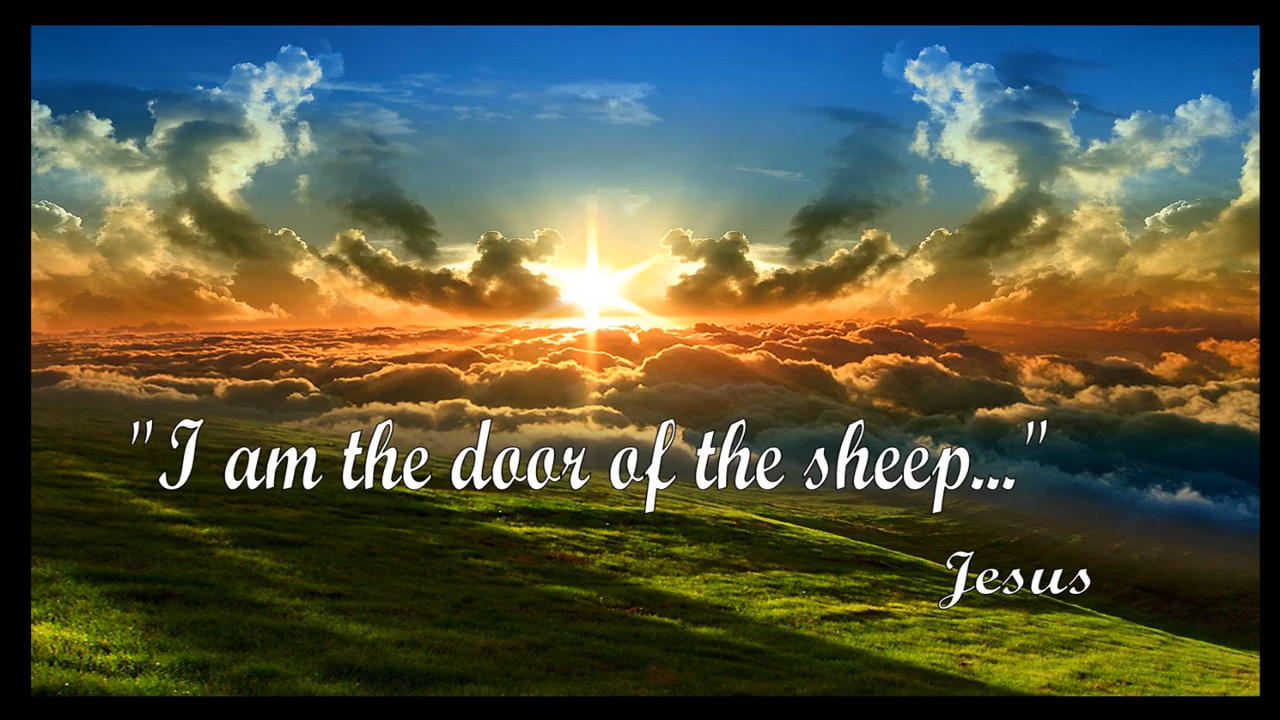 "I am the door of the sheep..."
Jesus